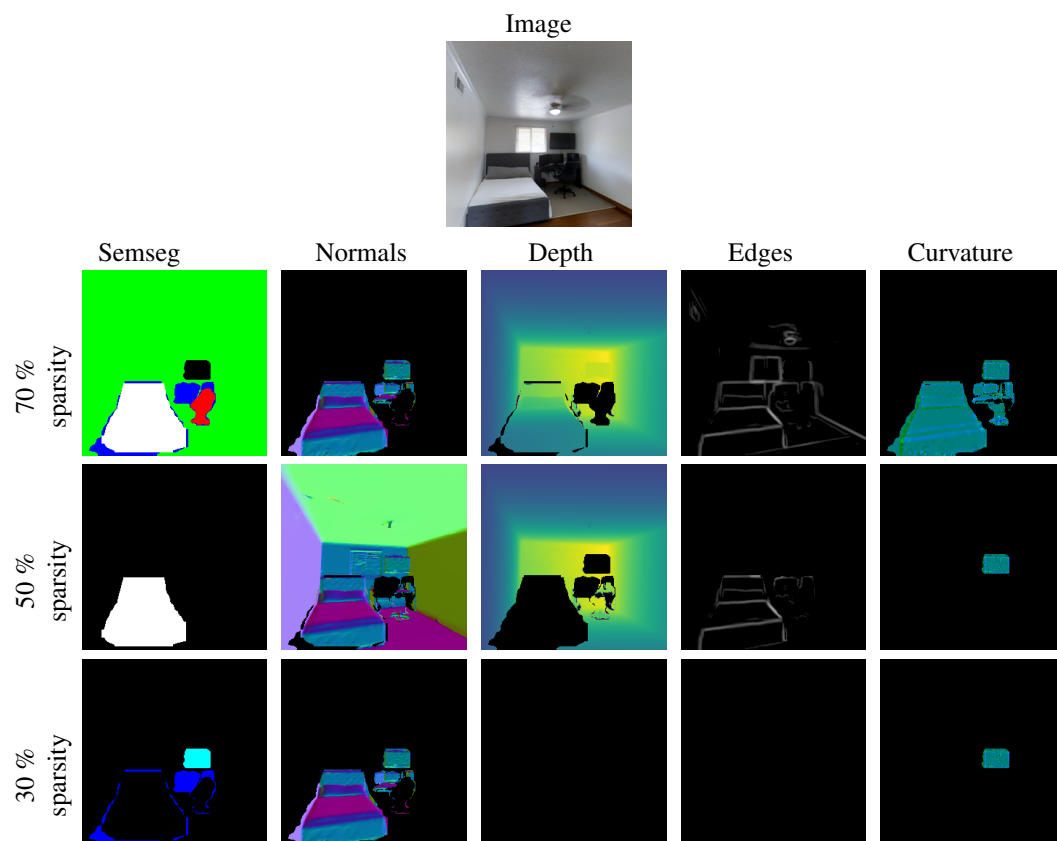 Image
Semseg Normals Depth Edges Curvature
70 %
sparsity
50 %
sparsity
30 %
sparsity